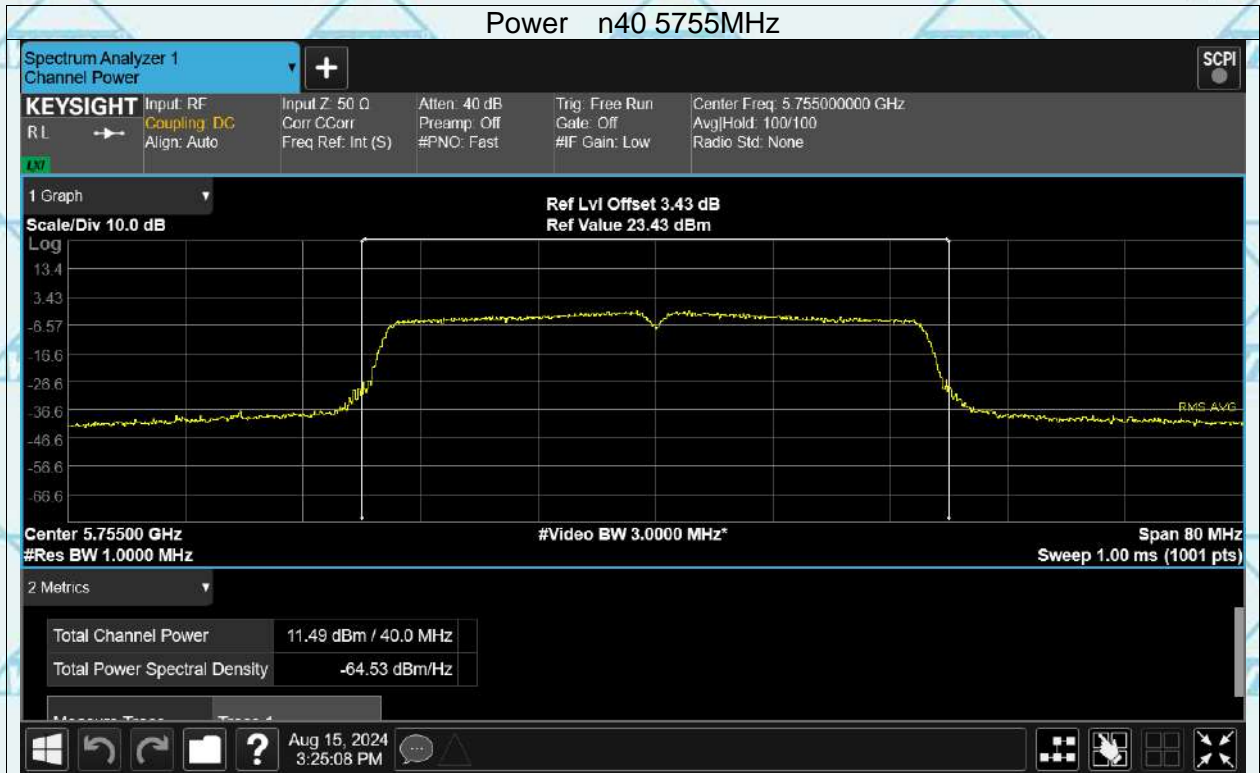 Power n40 5755MHz
Spectrum Analyzer 1
Channel Power
SCPI
KEYSIGHT
RL
LXI
Input: RF
Coupling: DC
Align: Auto
Input Z: 50 Ω
Corr CCorr
Freq Ref: Int (S)
Atten: 40 dB
Preamp: Off
#PNO: Fast
Trig: Free Run
Gate: Off
#IF Gain: Low
Center Freq: 5.755000000 GHz
Avg|Hold: 100/100
Radio Std: None
1 Graph
Scale/Div 10.0 dB
Ref Lvl Offset 3.43 dB
Ref Value 23.43 dBm
Log
13.4
3.43
-6.57
-16.6
-26.6
-36.6
-46.6
-56.6
-66.6
RMS AVG
Center 5.75500 GHz
#Res BW 1.0000 MHz
#Video BW 3.0000 MHz*
Span 80 MHz
Sweep 1.00 ms (1001 pts)
2 Metrics
Total Channel Power 11.49 dBm / 40.0 MHz
Total Power Spectral Density -64.53 dBm/Hz
?
Aug 15, 2024
3:25:08 PM